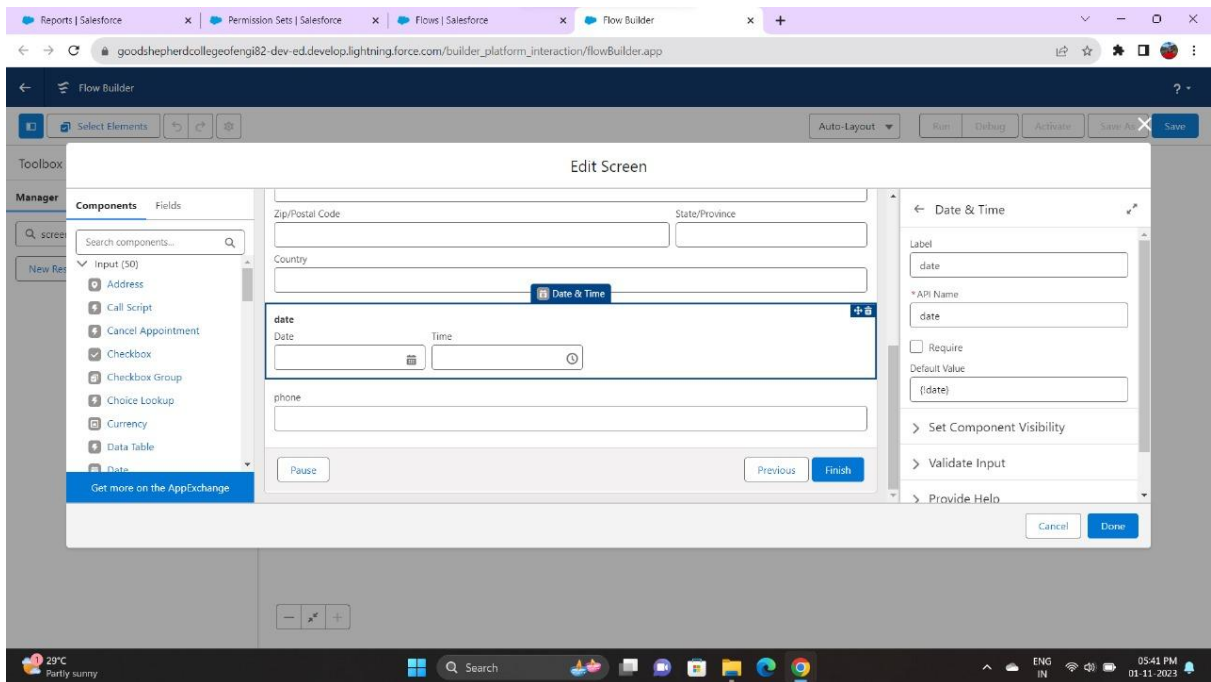 Reports | Salesforce
Permission Sets | Salesforce
Flows | Salesforce
Flow Builder
goodshepherdcollegeofengi82-dev-ed.develop.lightning.force.com/builder_platform_interaction/flowBuilder.app
Flow Builder
?
Select Elements
Auto-Layout
Run
Debug
Activate
Save As
Save
Toolbox
Edit Screen
Manager
Components
Fields
Search components...
Input (50)
Address
Call Script
Cancel Appointment
Checkbox
Checkbox Group
Choice Lookup
Currency
Data Table
Date
Get more on the AppExchange
screen
New Res
Zip/Postal Code
State/Province
Country
Date & Time
date
Date
Time
phone
Pause
Previous
Finish
Date & Time
Label
date
*API Name
date
Require
Default Value
{!date}
Set Component Visibility
Validate Input
Provide Help
Cancel
Done
1
29°C
Partly sunny
Search
ENG
IN
05:41 PM
01-11-2023